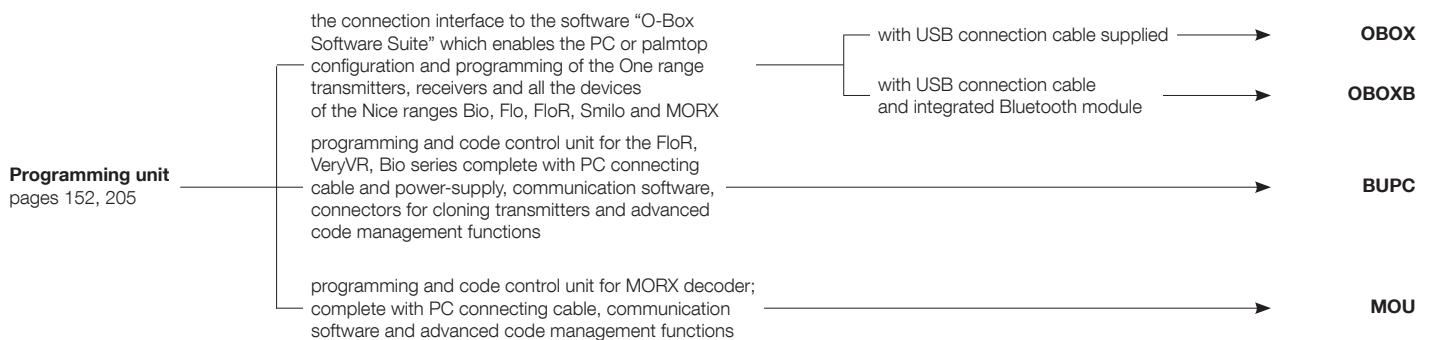 the connection interface to the software “O-Box
Software Suite” which enables the PC or palmtop
configuration and programming of the One range
transmitters, receivers and all the devices
of the Nice ranges Bio, Flo, FloR, Smilo and MORX
with USB connection cable supplied
OBOX
with USB connection cable
and integrated Bluetooth module
OBOXB
Programming unit
pages 152, 205
programming and code control unit for the FloR,
VeryVR, Bio series complete with PC connecting
cable and power-supply, communication software,
connectors for cloning transmitters and advanced
code management functions
BUPC
programming and code control unit for MORX decoder;
complete with PC connecting cable, communication
software and advanced code management functions
MOU